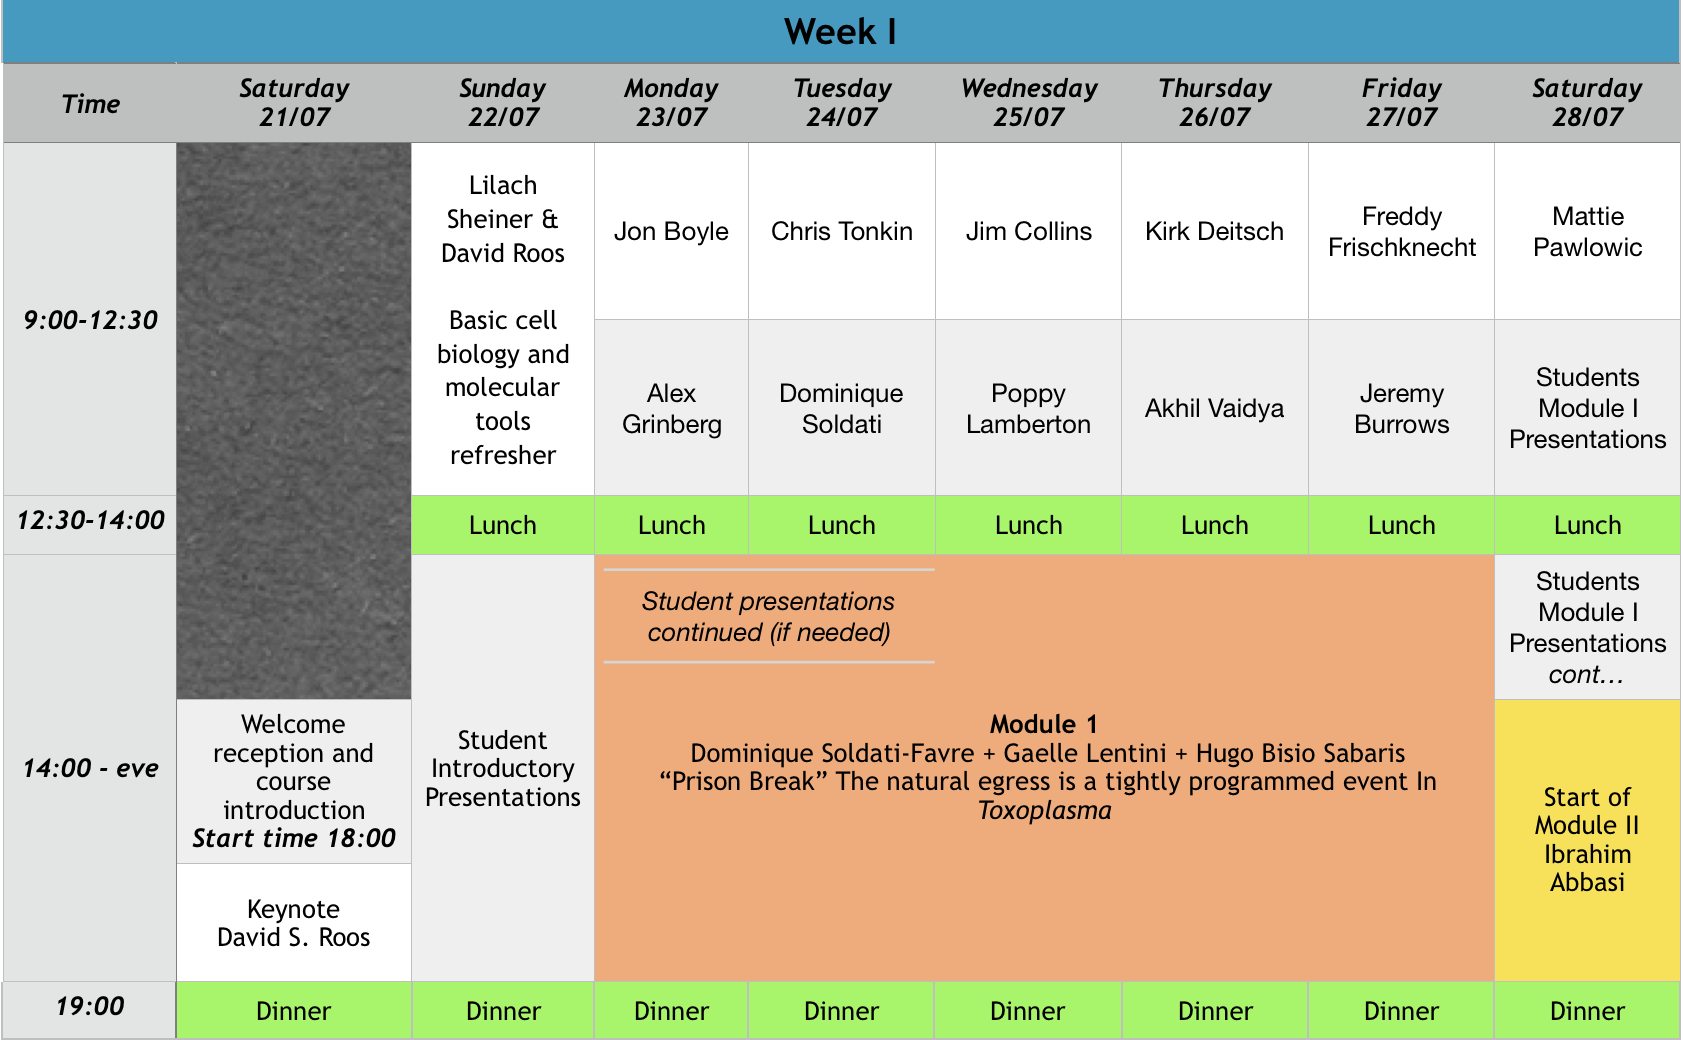 Week I
Time
Saturday
21/07
Sunday
22/07
Monday
23/07
Tuesday
24/07
Wednesday
25/07
Thursday
26/07
Friday
27/07
Saturday
28/07
9:00-12:30
Lilach
Sheiner &
David Roos
Basic cell
biology and
molecular
tools
refresher
Jon Boyle
Chris Tonkin
Jim Collins
Kirk Deitsch
Freddy
Frischknecht
Mattie
Pawlowic
Alex
Grinberg
Dominique
Soldati
Poppy
Lamberton
Akhil Vaidya
Jeremy
Burrows
Students
Module I
Presentations
12:30-14:00
Lunch
Lunch
Lunch
Lunch
Lunch
Lunch
Lunch
14:00 - eve
Welcome
reception and
course
introduction
Start time 18:00
Keynote
David S. Roos
Student
Introductory
Presentations
Student presentations
continued (if needed)
Module 1
Dominique Soldati-Favre + Gaelle Lentini + Hugo Bisio Sabaris
“Prison Break” The natural egress is a tightly programmed event In
Toxoplasma
Students
Module I
Presentations
cont...
Start of
Module II
Ibrahim
Abbasi
19:00
Dinner
Dinner
Dinner
Dinner
Dinner
Dinner
Dinner
Dinner